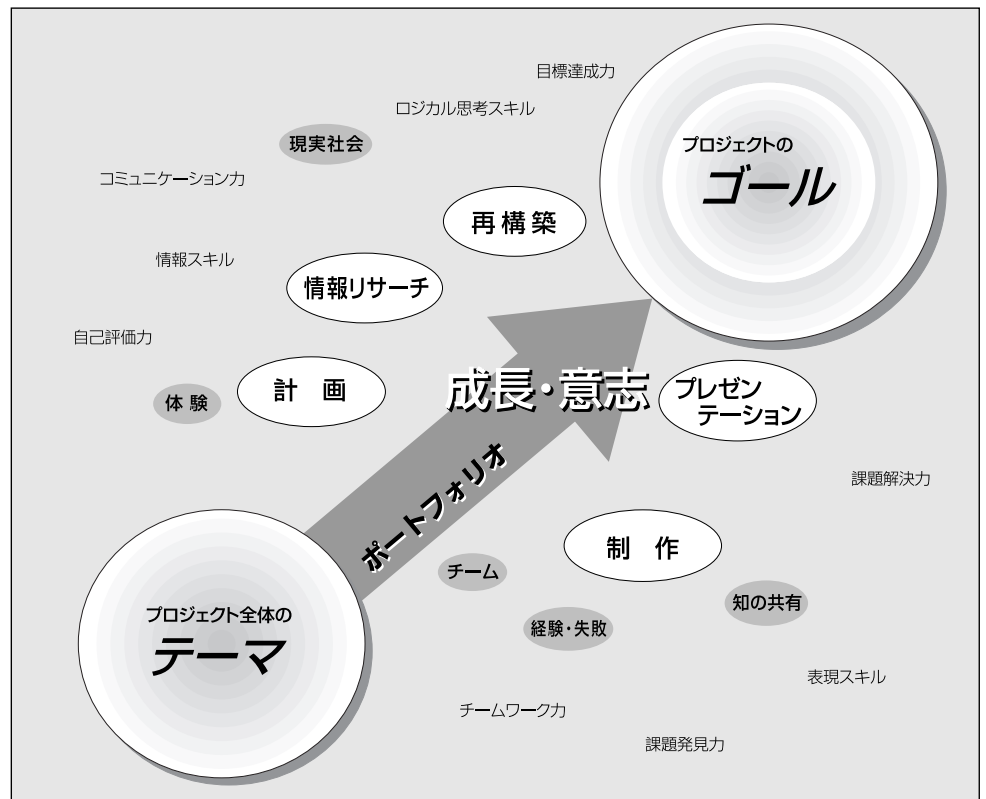 目標達成力
ロジカル思考スキル
現実社会
プロジェクトの
ゴール
コミュニケーション力
再構築
情報スキル
情報リサーチ
自己評価力
体験
計　画
成長・意志
プレゼン
テーション
ポートフォリオ
課題解決力
制　作
チーム
知の共有
プロジェクト全体の
テーマ
経験・失敗
表現スキル
チームワーク力
課題発見力